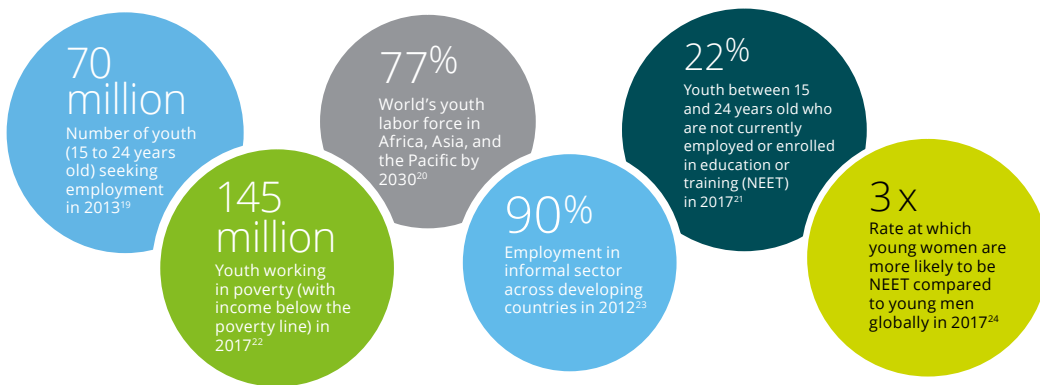 70
million
Number of youth
(15 to 24 years
old) seeking
employment
in 2013¹⁹
145
million
Youth working
in poverty (with
income below the
poverty line) in
2017²²
77%
World’s youth
labor force in
Africa, Asia, and
the Pacific by
2030²⁰
90%
Employment in
informal sector
across developing
countries in 2012²³
22%
Youth between 15
and 24 years old who
are not currently
employed or enrolled
in education or
training (NEET)
in 2017²¹
3x
Rate at which
young women are
more likely to be
NEET compared
to young men
globally in 2017²⁴